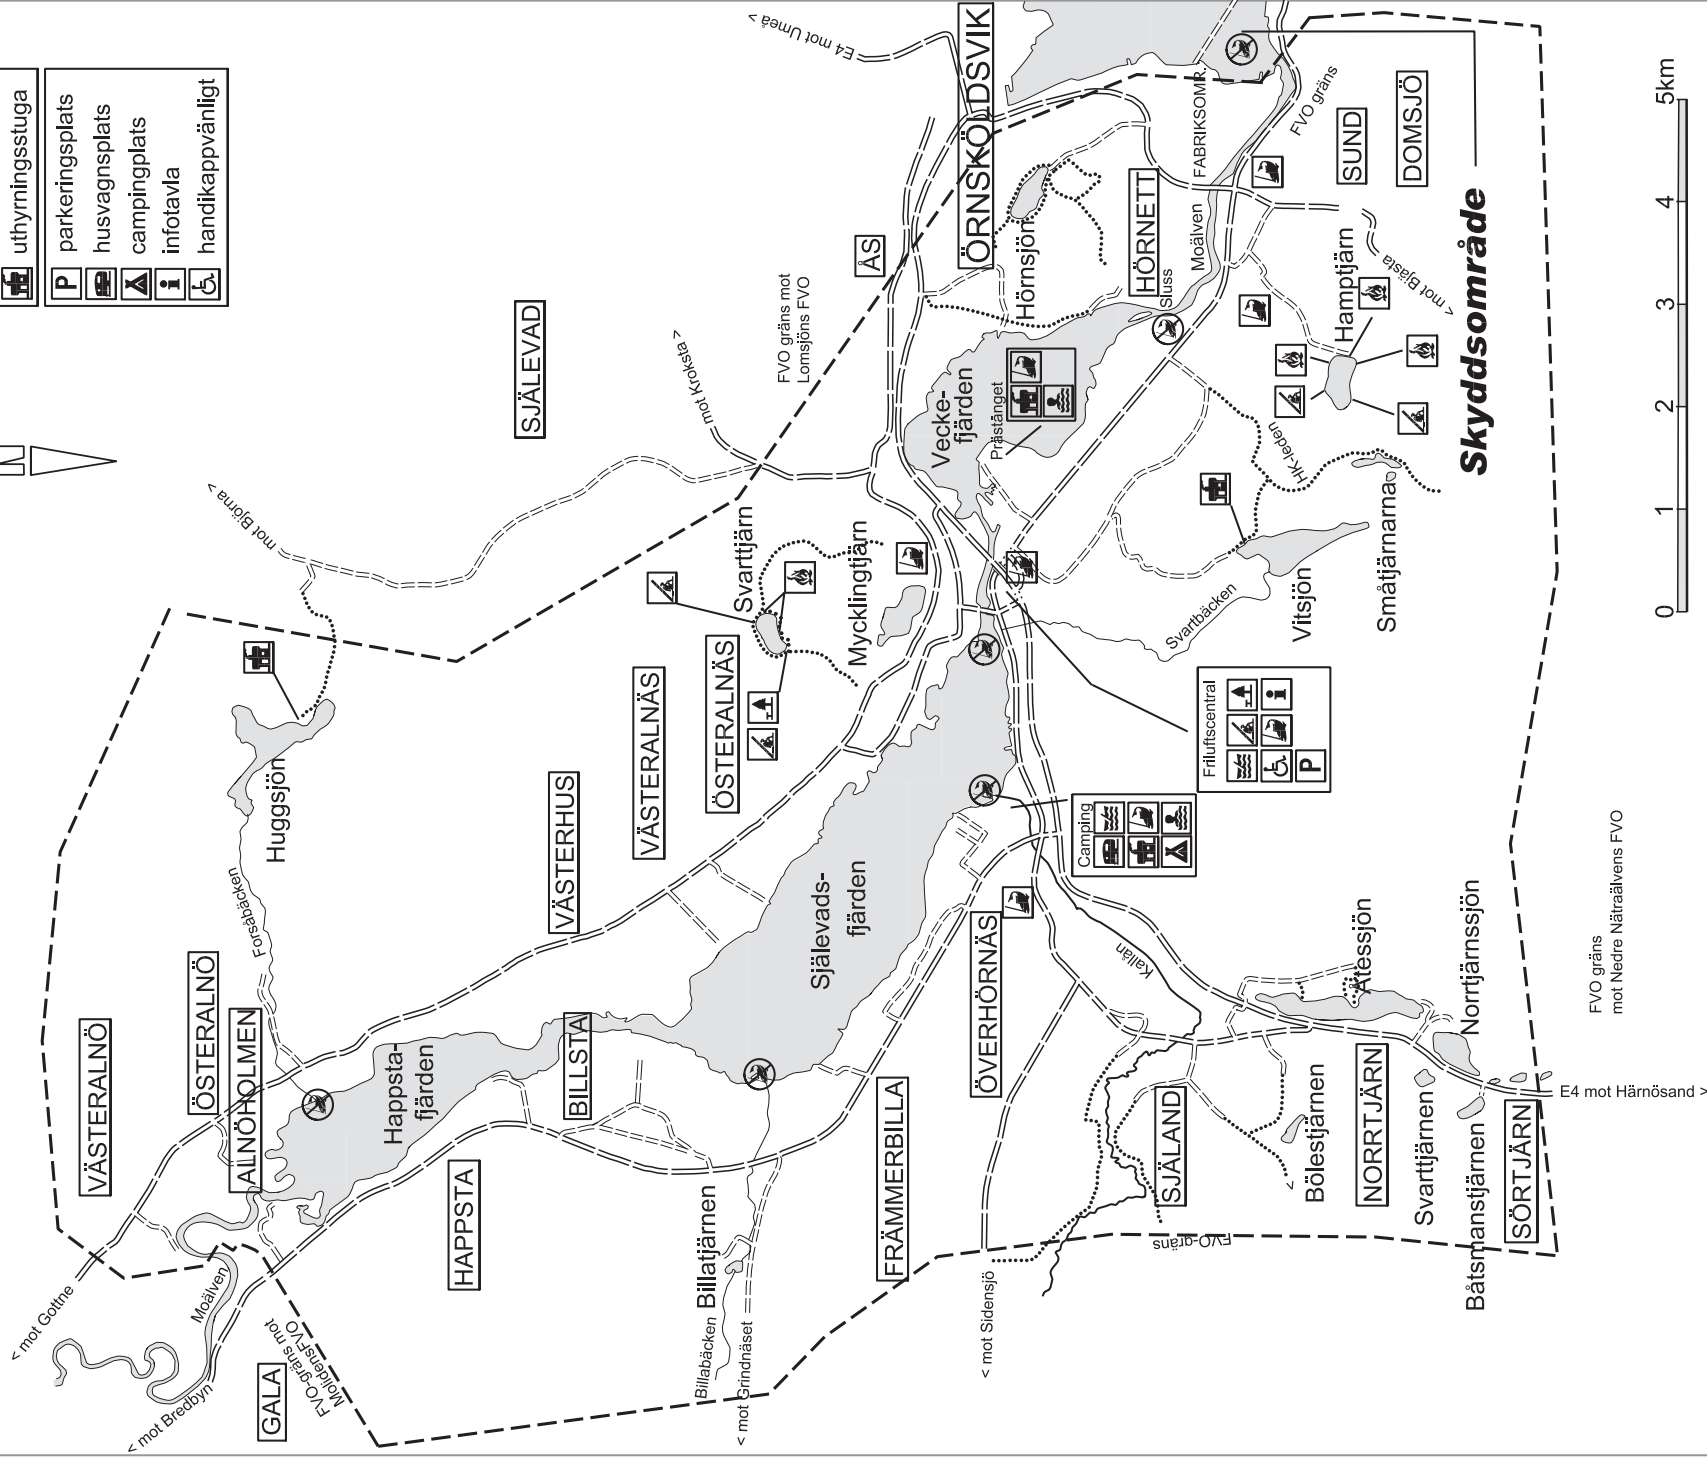 uthyrningsstuga
P parkeringsplats
husvagnsplats
campingplats
i infotavla
handikappvänligt
N
< mot Gottne
VÄSTERALNÖ
ÖSTERALNÖ
ALNÖHOLMEN
Moälven
< mot Bredbyn
GALA
FVO-gräns mot
MolidensFVO
Forsåbäcken
Huggsjön
mot Björna >
SJÄLEVAD
mot Kroksta >
FVO gräns mot
Lomsjöns FVO
E4 mot Umeå >
ÅS
ÖRNSKÖLDSVIK
Happsta-
fjärden
HAPPSTA
BILLSTA
VÄSTERHUS
VÄSTERALNÄS
ÖSTERALNÄS
Svarttjärn
Mycklingtjärn
Billatjärnen
Billabäcken
< mot Grindnäset
Själevads-
fjärden
FRÄMMERBILLA
ÖVERHÖRNÄS
< mot Sidensjö
Vecke-
fjärden
Prästänget
Hörnsjön
HÖRNETT
Sluss
Moälven
FABRIKSOMR.
FVO gräns
SUND
DOMSJÖ
Hamptjärn
< mot Bjästa
HK-leden
Småtjärnarna
Vitsjön
Svartbäcken
Skyddsområde
Friluftscentral
i
P
Camping
Kallån
Åtessjön
Norrtjärnssjön
SJÄLAND
FVO-gräns
Bölestjärnen
NORRTJÄRN
Svarttjärnen
Båtsmanstjärnen
SÖRTJÄRN
E4 mot Härnösand >
FVO gräns
mot Nedre Nätraälvens FVO
0 1 2 3 4 5km